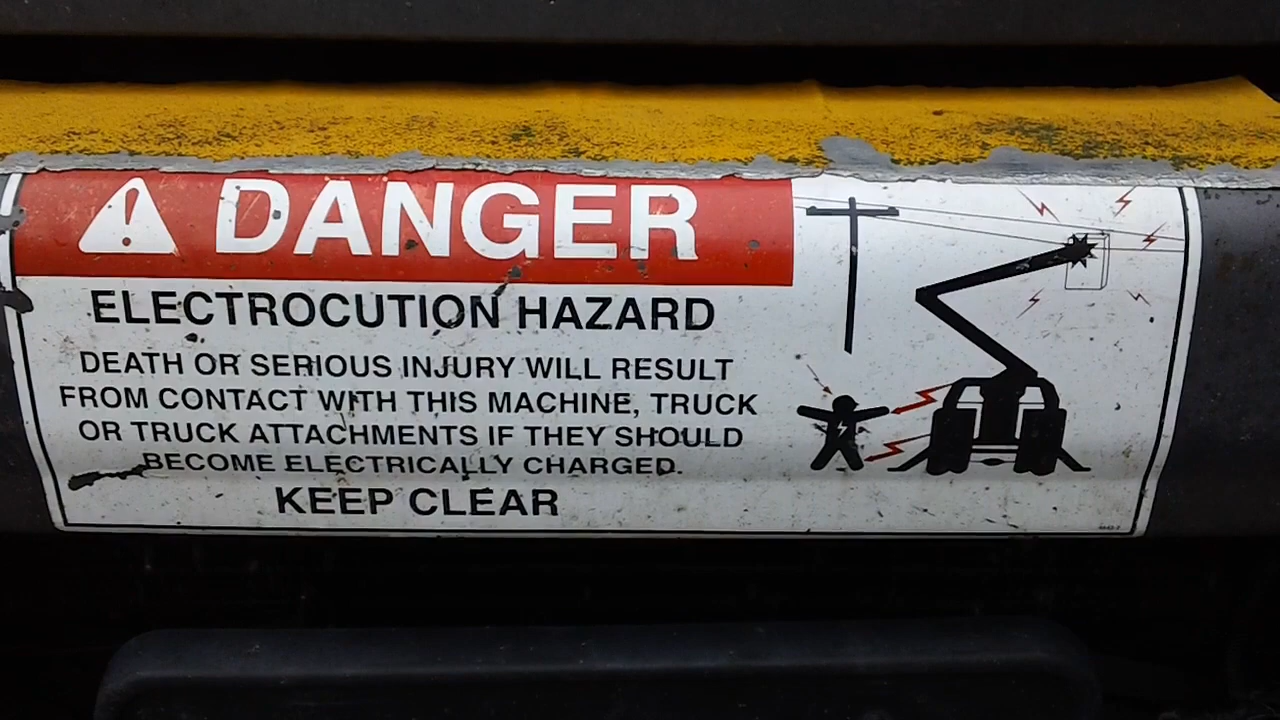 DANGER
ELECTROCUTION HAZARD
DEATH OR SERIOUS INJURY WILL RESULT
FROM CONTACT WITH THIS MACHINE, TRUCK
OR TRUCK ATTACHMENTS IF THEY SHOULD
BECOME ELECTRICALLY CHARGED.
KEEP CLEAR